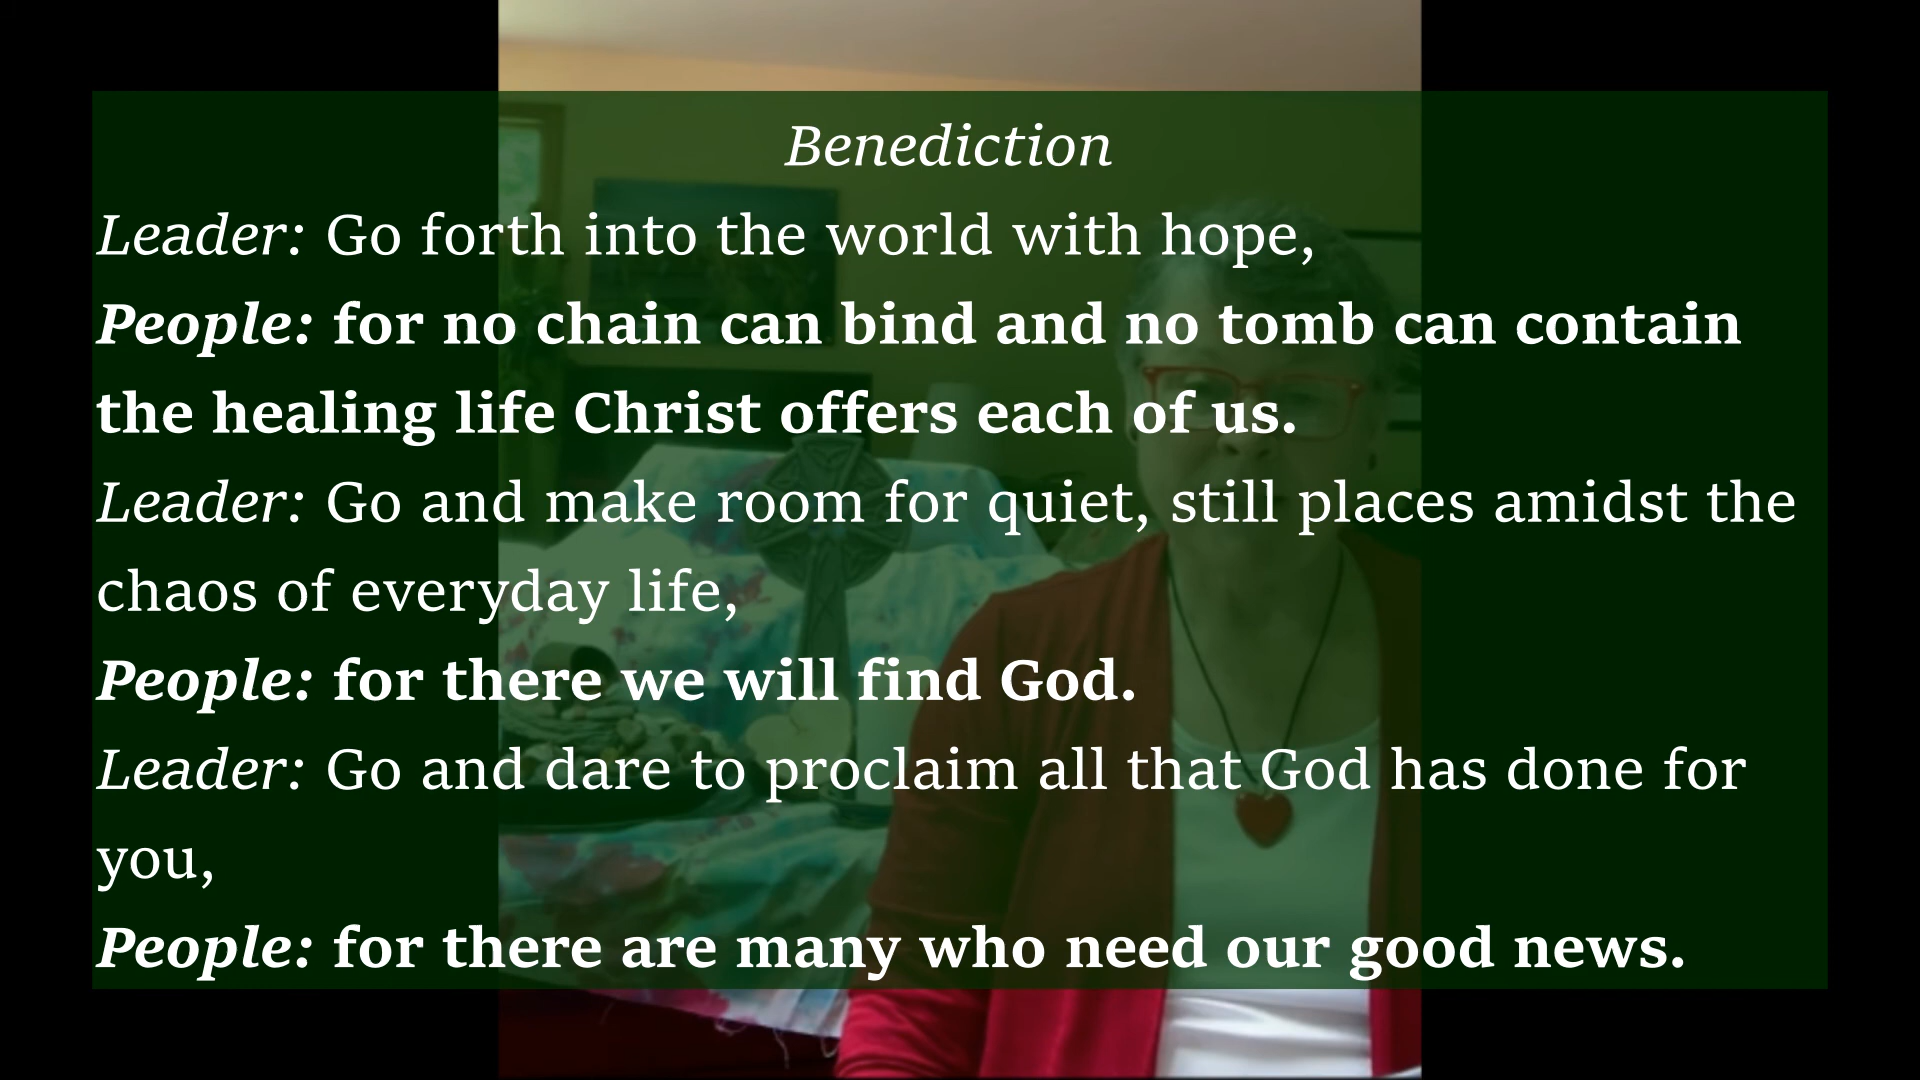 Benediction
Leader: Go forth into the world with hope,
People: for no chain can bind and no tomb can contain
the healing life Christ offers each of us.
Leader: Go and make room for quiet, still places amidst the
chaos of everyday life,
People: for there we will find God.
Leader: Go and dare to proclaim all that God has done for
you,
People: for there are many who need our good news.